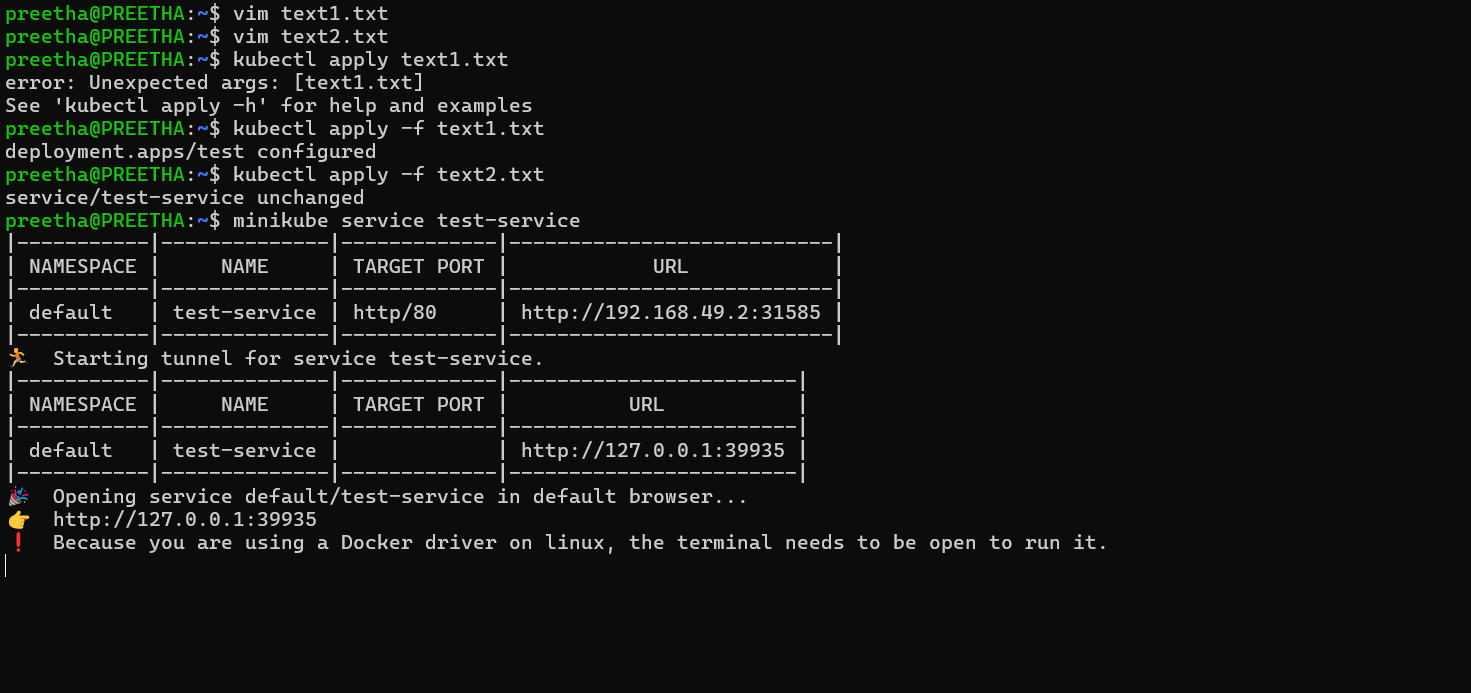 preetha@PREETHA:~$ vim text1.txt
preetha@PREETHA:~$ vim text2.txt
preetha@PREETHA:~$ kubectl apply text1.txt
error: Unexpected args: [text1.txt]
See 'kubectl apply -h' for help and examples
preetha@PREETHA:~$ kubectl apply -f text1.txt
deployment.apps/test configured
preetha@PREETHA:~$ kubectl apply -f text2.txt
service/test-service unchanged
preetha@PREETHA:~$ minikube service test-service
|-----------|--------------|-------------|---------------------------|
| NAMESPACE |     NAME     | TARGET PORT |            URL            |
|-----------|--------------|-------------|---------------------------|
| default   | test-service | http/80     | http://192.168.49.2:31585 |
|-----------|--------------|-------------|---------------------------|
🏃  Starting tunnel for service test-service.
|-----------|--------------|-------------|------------------------|
| NAMESPACE |     NAME     | TARGET PORT |          URL           |
|-----------|--------------|-------------|------------------------|
| default   | test-service |             | http://127.0.0.1:39935 |
|-----------|--------------|-------------|------------------------|
🎉  Opening service default/test-service in default browser...
👉  http://127.0.0.1:39935
❗  Because you are using a Docker driver on linux, the terminal needs to be open to run it.